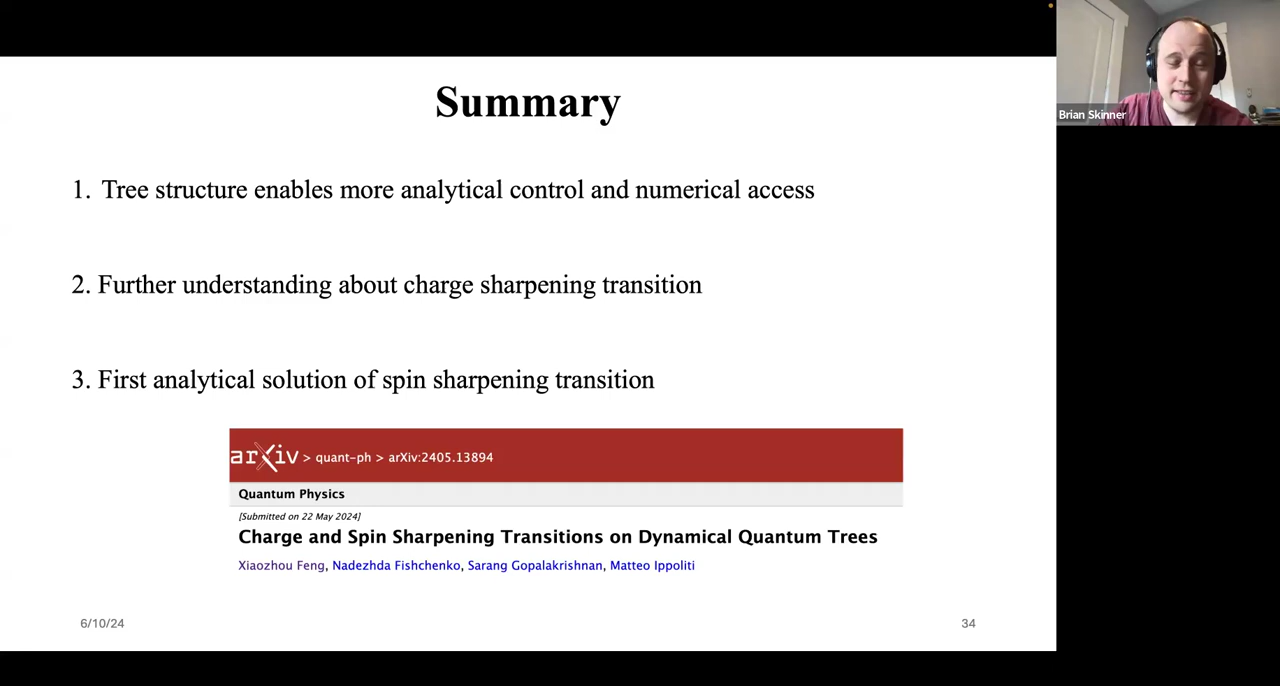 Summary
Brian Skinner
1. Tree structure enables more analytical control and numerical access
2. Further understanding about charge sharpening transition
3. First analytical solution of spin sharpening transition
arXiv > quant-ph > arXiv:2405.13894
Quantum Physics
[Submitted on 22 May 2024]
Charge and Spin Sharpening Transitions on Dynamical Quantum Trees
Xiaozhou Feng, Nadezhda Fishchenko, Sarang Gopalakrishnan, Matteo Ippoliti
6/10/24
34